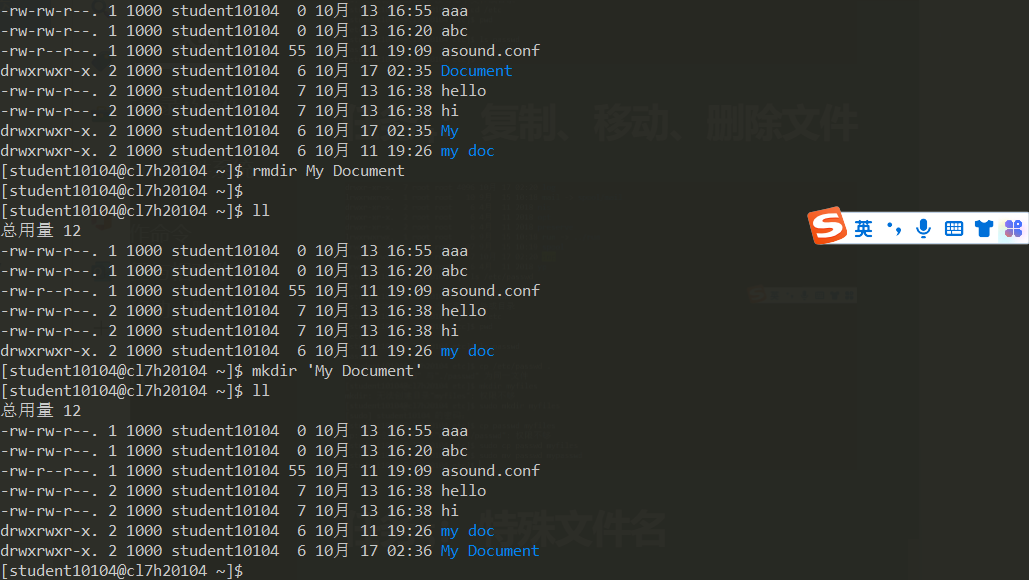 -rw-rw-r--. 1 1000 student10104  0 10月 13 16:55 aaa
-rw-rw-r--. 1 1000 student10104  0 10月 13 16:20 abc
-rw-r--r--. 1 1000 student10104 55 10月 11 19:09 asound.conf
drwxrwxr-x. 2 1000 student10104  6 10月 17 02:35 Document
-rw-rw-r--. 2 1000 student10104  7 10月 13 16:38 hello
-rw-rw-r--. 2 1000 student10104  7 10月 13 16:38 hi
复制、移动、删除文件
drwxrwxr-x. 2 1000 student10104  6 10月 17 02:35 My
drwxrwxr-x. 2 1000 student10104  6 10月 11 19:26 my doc
[student10104@cl7h20104 ~]$ rmdir My Document
[student10104@cl7h20104 ~]$
[student10104@cl7h20104 ~]$ ll
总用量 12
英
-rw-rw-r--. 1 1000 student10104  0 10月 13 16:55 aaa
-rw-rw-r--. 1 1000 student10104  0 10月 13 16:20 abc
-rw-r--r--. 1 1000 student10104 55 10月 11 19:09 asound.conf
-rw-rw-r--. 2 1000 student10104  7 10月 13 16:38 hello
-rw-rw-r--. 2 1000 student10104  7 10月 13 16:38 hi
drwxrwxr-x. 2 1000 student10104  6 10月 11 19:26 my doc
[student10104@cl7h20104 ~]$ mkdir 'My Document'
[student10104@cl7h20104 ~]$ ll
总用量 12
-rw-rw-r--. 1 1000 student10104  0 10月 13 16:55 aaa
-rw-rw-r--. 1 1000 student10104  0 10月 13 16:20 abc
-rw-r--r--. 1 1000 student10104 55 10月 11 19:09 asound.conf
-rw-rw-r--. 2 1000 student10104  7 10月 13 16:38 hello
-rw-rw-r--. 2 1000 student10104  7 10月 13 16:38 hi
特殊文件名
drwxrwxr-x. 2 1000 student10104  6 10月 11 19:26 my doc
drwxrwxr-x. 2 1000 student10104  6 10月 17 02:36 My Document
[student10104@cl7h20104 ~]$